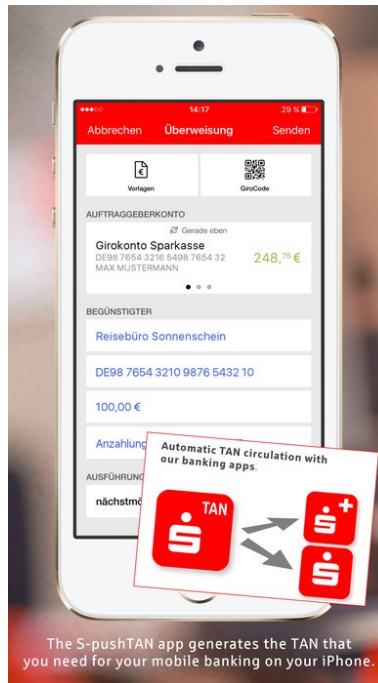 14:17
29 %
Abbrechen Überweisung Senden
Vorlagen GiroCode
AUFTRAGGEBERKONTO
Gerade eben
Girokonto Sparkasse
DE98 7654 3216 5498 7654 32
248,75 €
MAX MUSTERMANN
BEGÜNSTIGTER
Reisebüro Sonnenschein
DE98 7654 3210 9876 5432 10
100,00 €
Anzahlung
AUSFÜHRUNG
Automatic TAN circulation with
our banking apps.
TAN
The S-pushTAN app generates the TAN that
you need for your mobile banking on your iPhone.